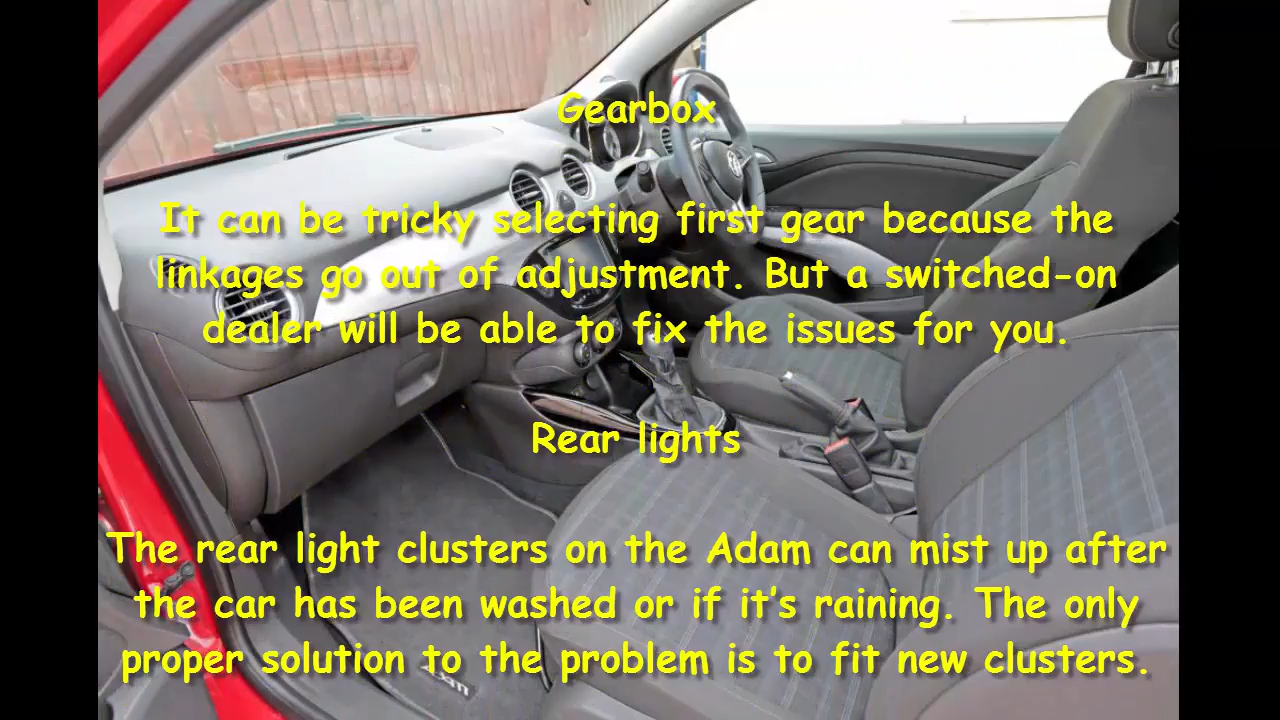 Gearbox
It can be tricky selecting first gear because the
linkages go out of adjustment. But a switched-on
dealer will be able to fix the issues for you.
Rear lights
The rear light clusters on the Adam can mist up after
the car has been washed or if it's raining. The only
proper solution to the problem is to fit new clusters.